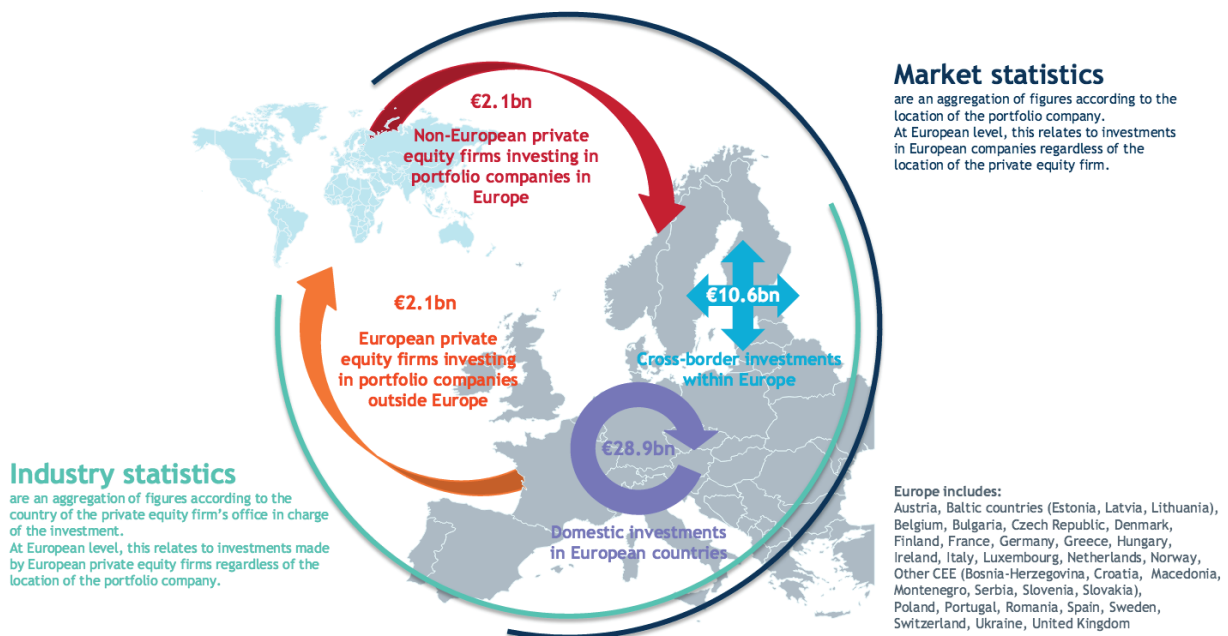 Market statistics
are an aggregation of figures according to the
location of the portfolio company.
At European level, this relates to investments
in European companies regardless of the
location of the private equity firm.
€2.1bn
Non-European private
equity firms investing in
portfolio companies in
Europe
€10.6bn
Cross-border investments
within Europe
€2.1bn
European private
equity firms investing
in portfolio companies
outside Europe
€28.9bn
Domestic investments
in European countries
Industry statistics
are an aggregation of figures according to the
country of the private equity firm's office in charge
of the investment.
At European level, this relates to investments made
by European private equity firms regardless of the
location of the portfolio company.
Europe includes:
Austria, Baltic countries (Estonia, Latvia, Lithuania),
Belgium, Bulgaria, Czech Republic, Denmark,
Finland, France, Germany, Greece, Hungary,
Ireland, Italy, Luxembourg, Netherlands, Norway,
Other CEE (Bosnia-Herzegovina, Croatia, Macedonia,
Montenegro, Serbia, Slovenia, Slovakia),
Poland, Portugal, Romania, Spain, Sweden,
Switzerland, Ukraine, United Kingdom